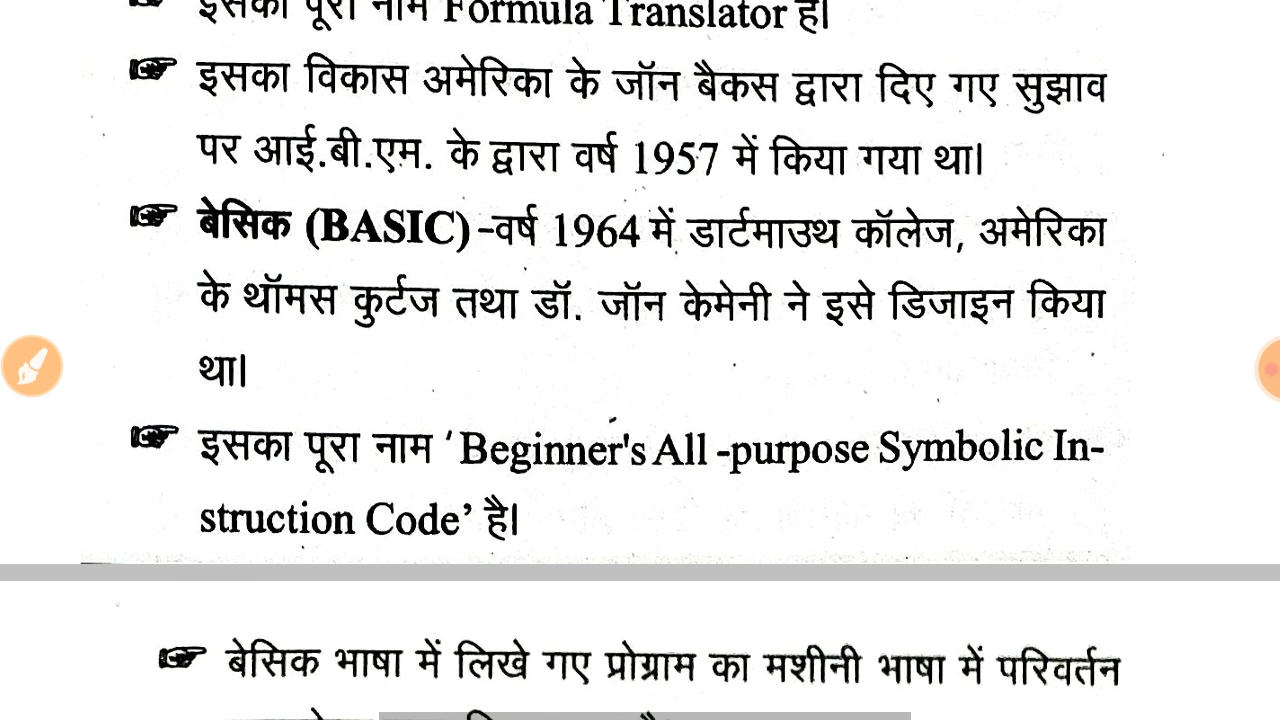 इसका पूरा नाम Formula Translator है।
इसका विकास अमेरिका के जॉन बैकस द्वारा दिए गए सुझाव
पर आई.बी.एम. के द्वारा वर्ष 1957 में किया गया था।
बेसिक (BASIC) -वर्ष 1964 में डार्टमाउथ कॉलेज, अमेरिका
के थॉमस कुर्टज तथा डॉ. जॉन केमेनी ने इसे डिजाइन किया
था।
इसका पूरा नाम ‘Beginner's All -purpose Symbolic In-
struction Code’ है।
बेसिक भाषा में लिखे गए प्रोग्राम का मशीनी भाषा में परिवर्तन